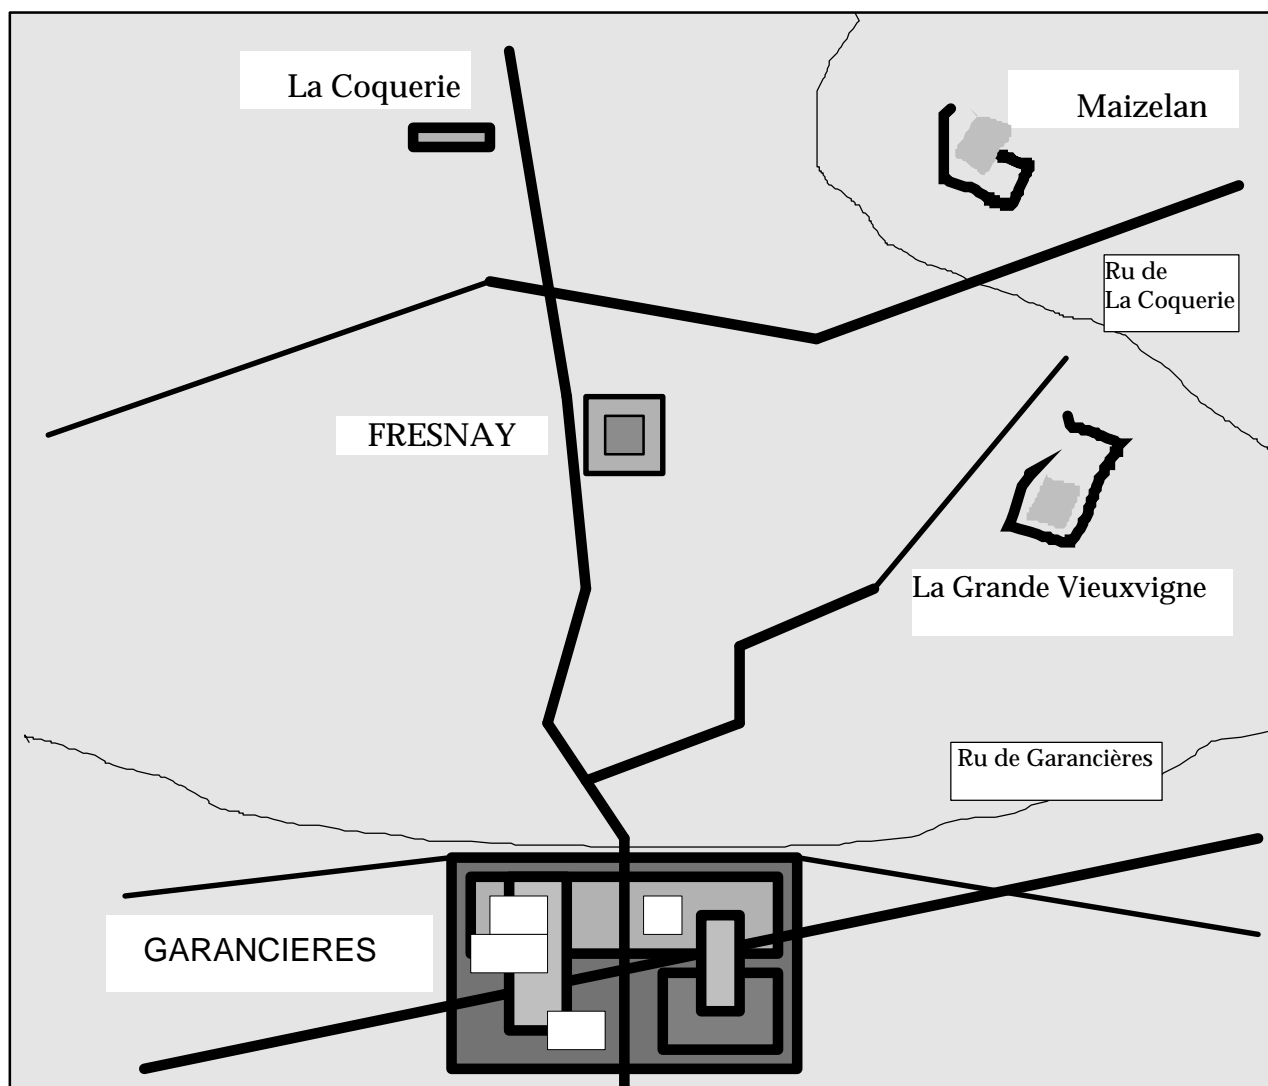 La Coquerie
Maizelan
Ru de
La Coquerie
FRESNAY
La Grande Vieuxvigne
Ru de Garancières
GARANCIERES